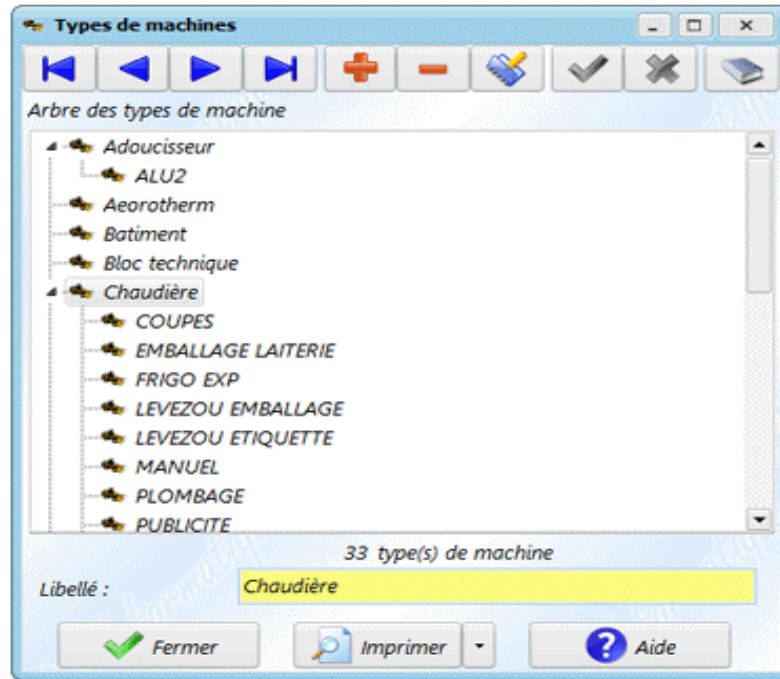 Types de machines
Arbre des types de machine
Adoucisseur
ALU2
Aeorotherm
Batiment
Bloc technique
Chaudière
COUPES
EMBALLAGE LAITERIE
FRIGO EXP
LEVEZOU EMBALLAGE
LEVEZOU ETIQUETTE
MANUEL
PLOMBAGE
PUBLICITE
33 type(s) de machine
Libellé : Chaudière
Fermer Imprimer Aide